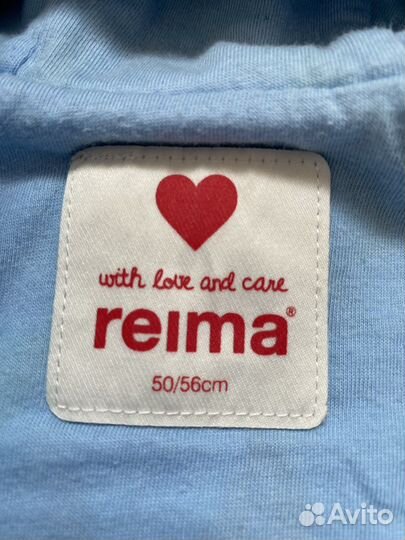 with love and care
reima®
50/56cm
Avito